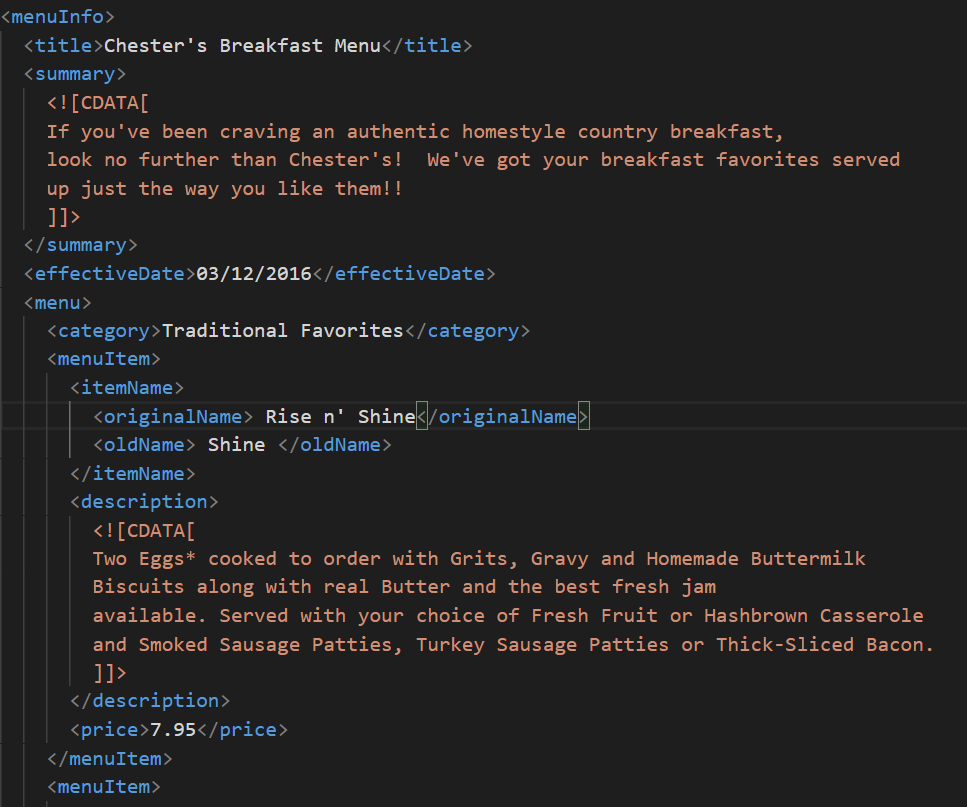 <menuInfo>
<title>Chester's Breakfast Menu</title>
<summary>
<![CDATA[
If you've been craving an authentic homestyle country breakfast,
look no further than Chester's!  We've got your breakfast favorites served
up just the way you like them!!
]]>
</summary>
<effectiveDate>03/12/2016</effectiveDate>
<menu>
<category>Traditional Favorites</category>
<menuItem>
<itemName>
<originalName> Rise n' Shine</originalName>
<oldName> Shine </oldName>
</itemName>
<description>
<![CDATA[
Two Eggs* cooked to order with Grits, Gravy and Homemade Buttermilk
Biscuits along with real Butter and the best fresh jam
available. Served with your choice of Fresh Fruit or Hashbrown Casserole
and Smoked Sausage Patties, Turkey Sausage Patties or Thick-Sliced Bacon.
]]>
</description>
<price>7.95</price>
</menuItem>
<menuItem>